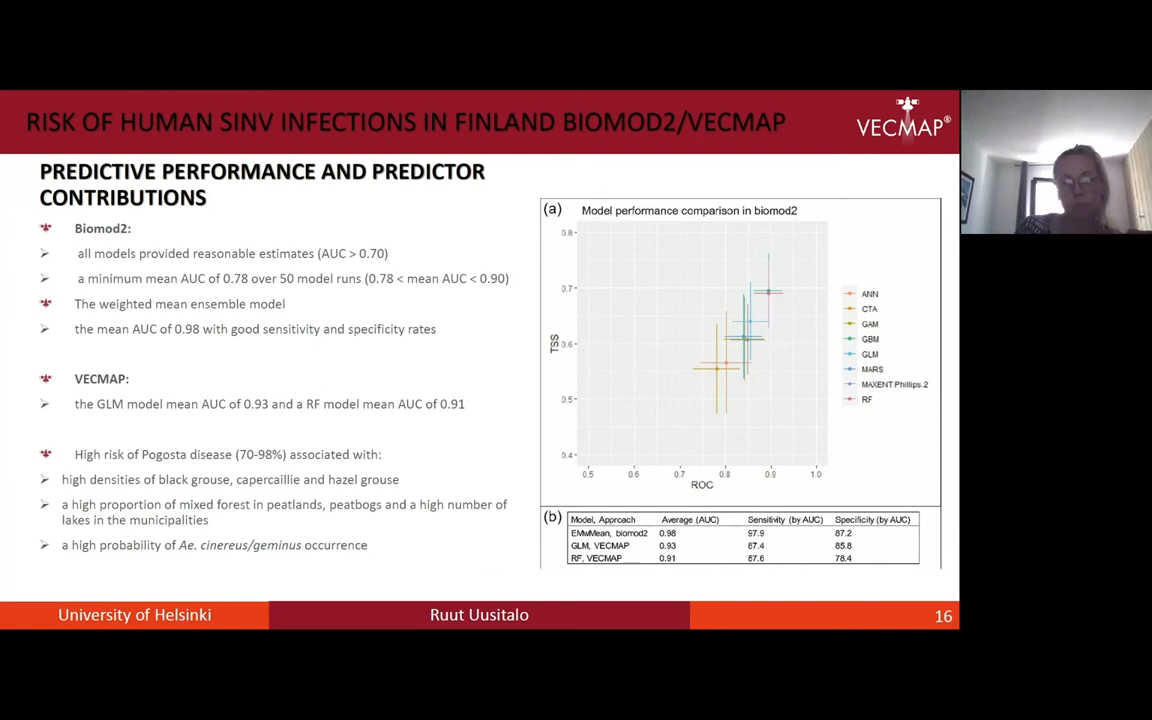 RISK OF HUMAN SINV INFECTIONS IN FINLAND BIOMOD2/VECMAP
VECMAP®
PREDICTIVE PERFORMANCE AND PREDICTOR
CONTRIBUTIONS
Biomod2:
all models provided reasonable estimates (AUC > 0.70)
a minimum mean AUC of 0.78 over 50 model runs (0.78 < mean AUC < 0.90)
The weighted mean ensemble model
the mean AUC of 0.98 with good sensitivity and specificity rates
VECMAP:
the GLM model mean AUC of 0.93 and a RF model mean AUC of 0.91
High risk of Pogosta disease (70-98%) associated with:
high densities of black grouse, capercaillie and hazel grouse
a high proportion of mixed forest in peatlands, peatbogs and a high number of
lakes in the municipalities
a high probability of Ae. cinereus/geminus occurrence
(a) Model performance comparison in biomod2
0.8
0.7
0.6
0.5
0.4
TSS
0.5 0.6 0.7 0.8 0.9 1.0
ROC
ANN
CTA
GAM
GBM
GLM
MARS
MAXENT.Phillips.2
RF
(b) Model, Approach Average (AUC) Sensitivity (by AUC) Specificity (by AUC)
EMwMean, biomod2 0.98 97.9 87.2
GLM, VECMAP 0.93 87.4 85.8
RF, VECMAP 0.91 87.6 78.4
University of Helsinki Ruut Uusitalo 16